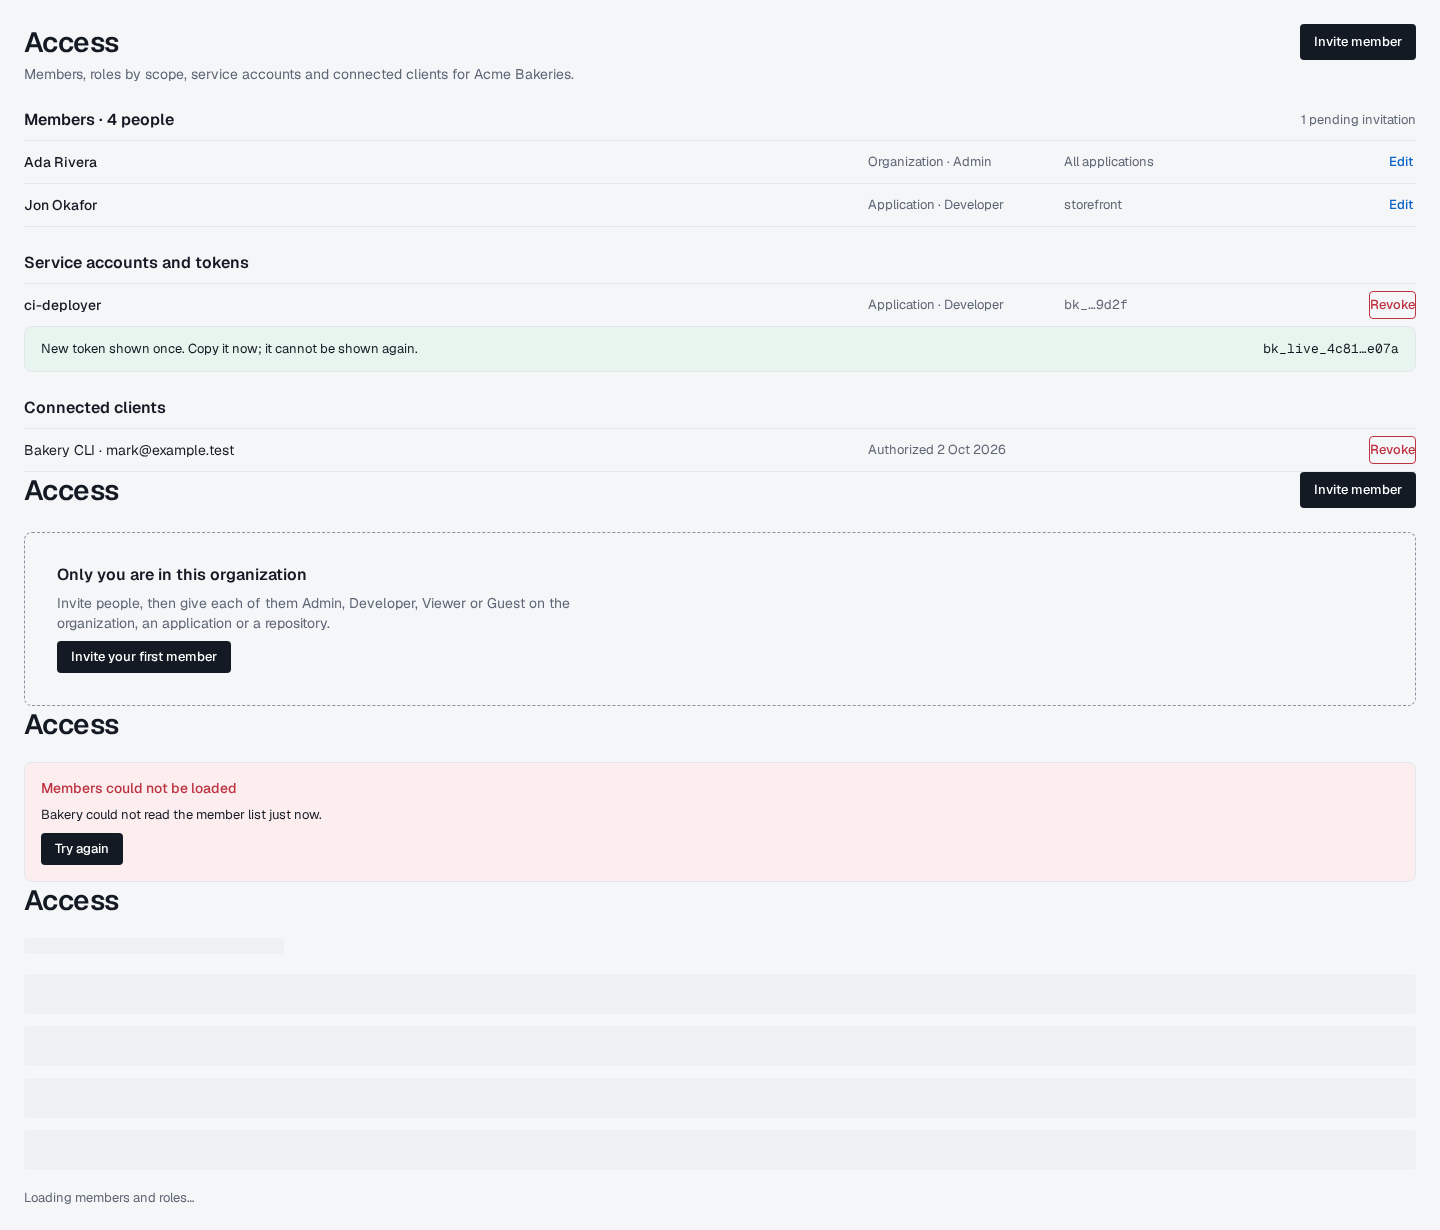 Access
Invite member
Members, roles by scope, service accounts and connected clients for Acme Bakeries.
Members · 4 people
1 pending invitation
Ada Rivera
Organization · Admin
All applications
Edit
Jon Okafor
Application · Developer
storefront
Edit
Service accounts and tokens
ci-deployer
Application · Developer
bk_…9d2f
Revoke
New token shown once. Copy it now; it cannot be shown again.
bk_live_4c81…e07a
Connected clients
Bakery CLI · mark@example.test
Authorized 2 Oct 2026
Revoke
Access
Invite member
Only you are in this organization
Invite people, then give each of them Admin, Developer, Viewer or Guest on the
organization, an application or a repository.
Invite your first member
Access
Members could not be loaded
Bakery could not read the member list just now.
Try again
Access
Loading members and roles…